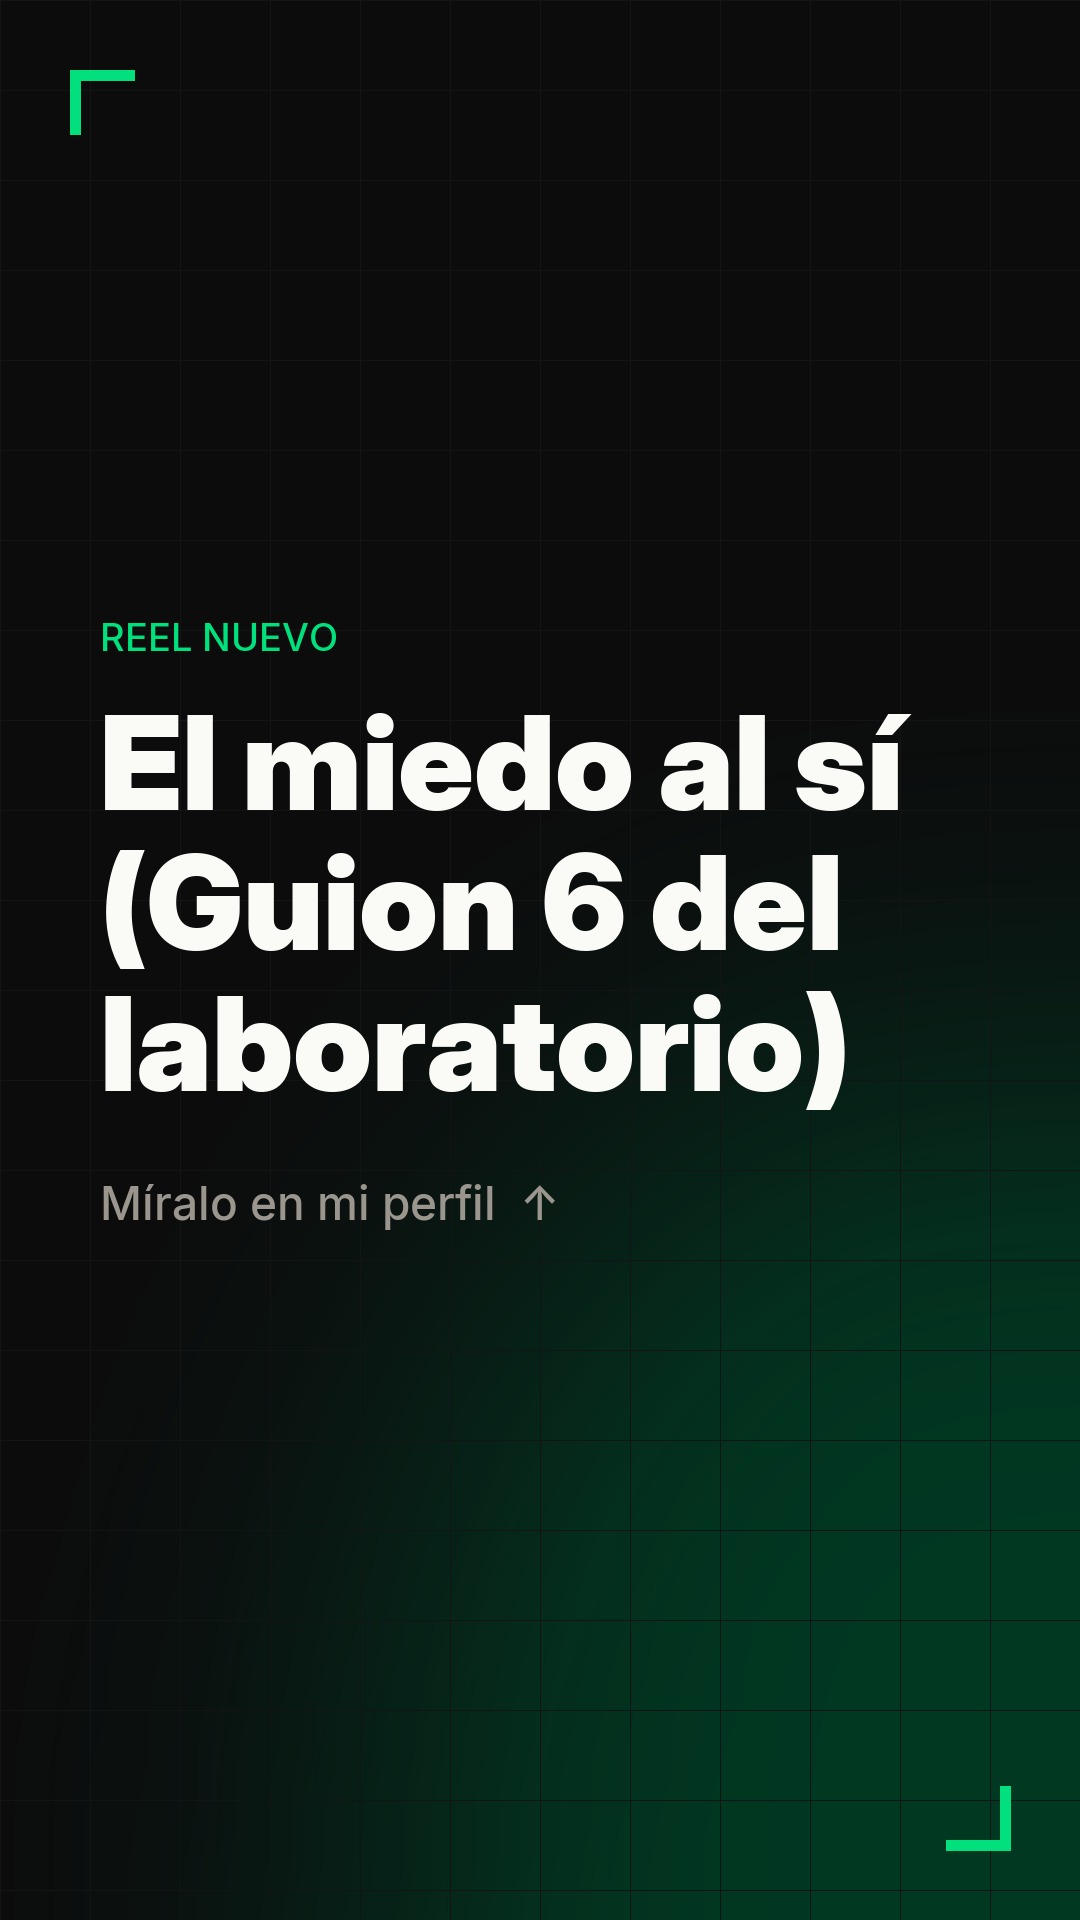 REEL NUEVO
El miedo al sí
(Guion 6 del
laboratorio)
Míralo en mi perfil ↑